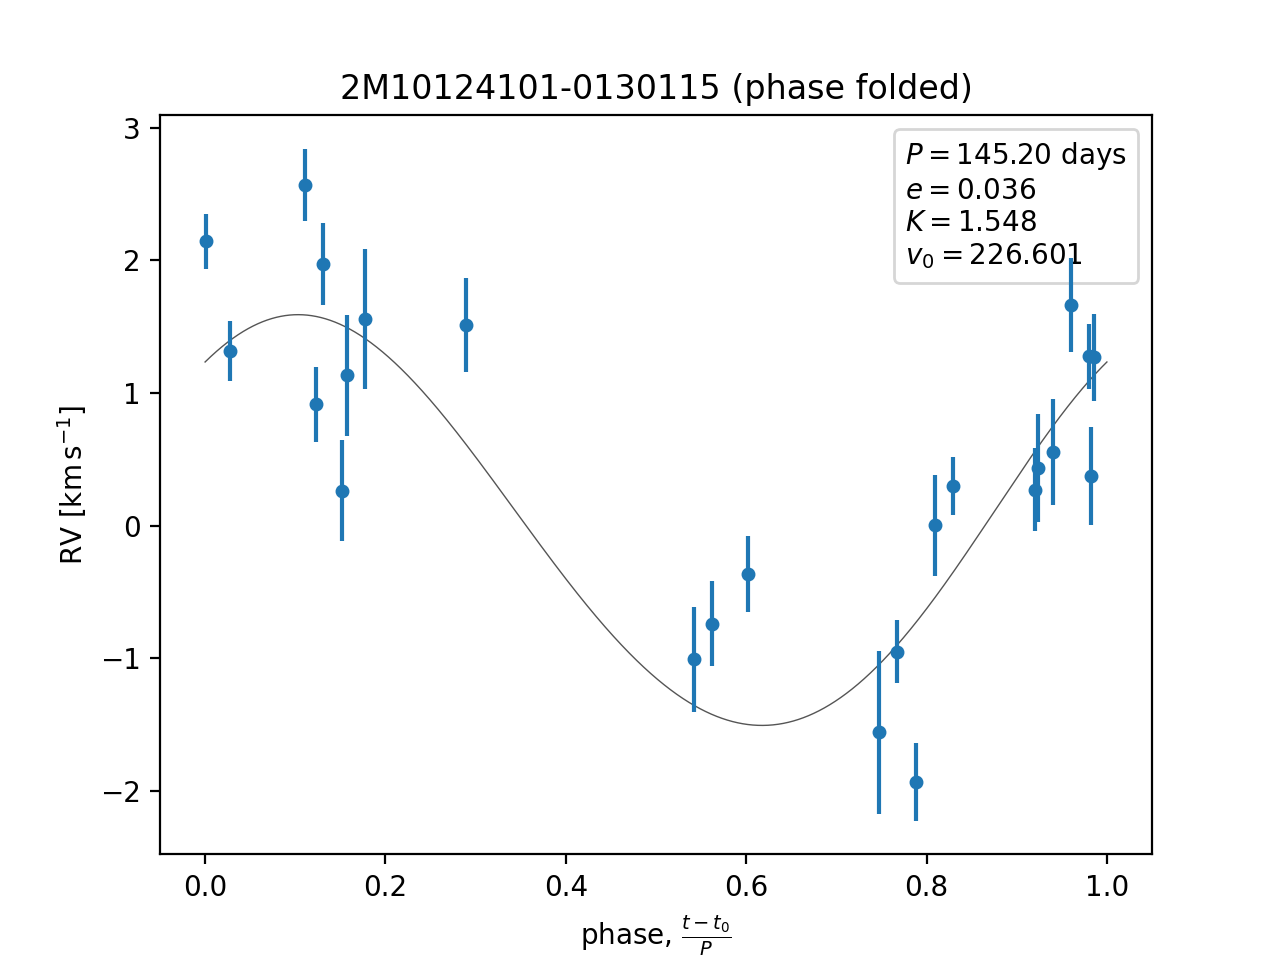 2M10124101-0130115 (phase folded)
P = 145.20 days
e = 0.036
K = 1.548
v₀ = 226.601
RV [km s⁻¹]
3
2
1
0
−1
−2
0.0 0.2 0.4 0.6 0.8 1.0
phase, (t − t₀)/P